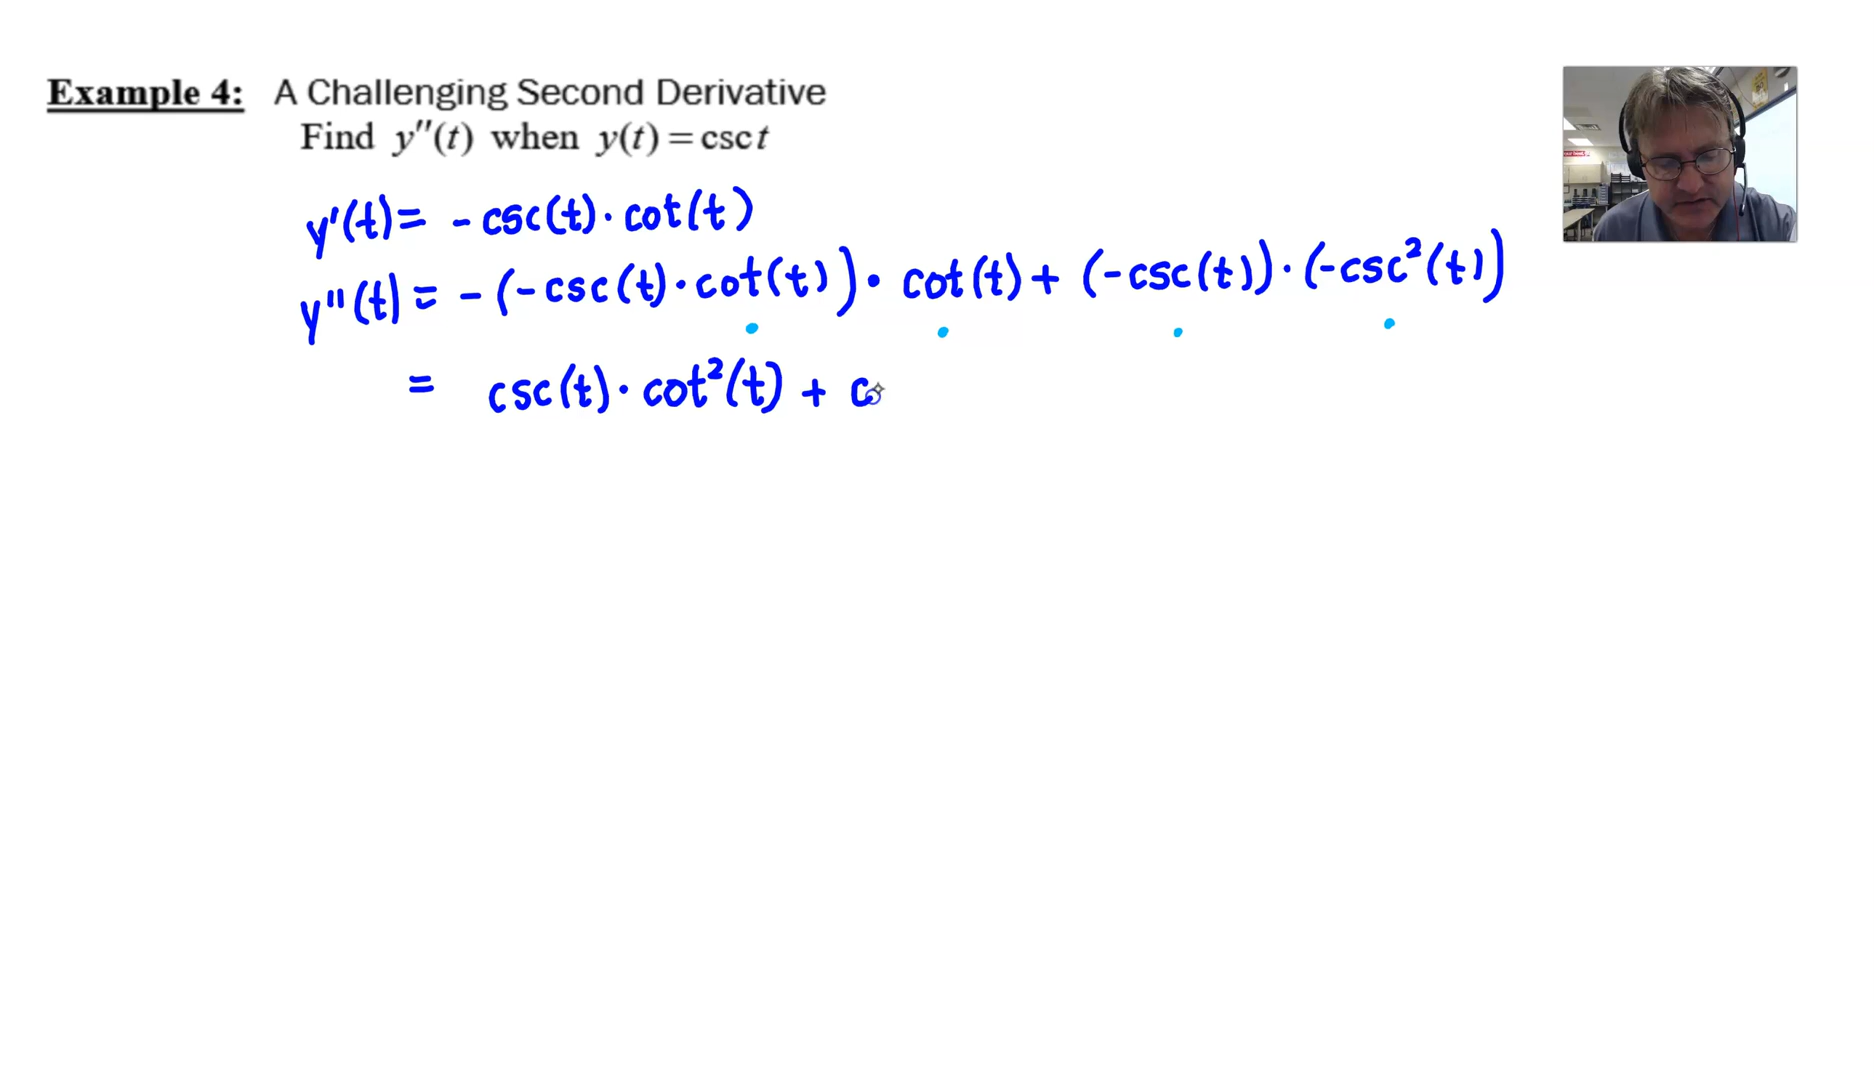 Example 4: A Challenging Second Derivative
Find y″(t) when y(t) = csc t
y'(t) = - csc(t) · cot(t)
y''(t) = - (- csc(t) · cot(t)) · cot(t) + (-csc(t)) · (-csc²(t))
= csc(t) · cot²(t) + c